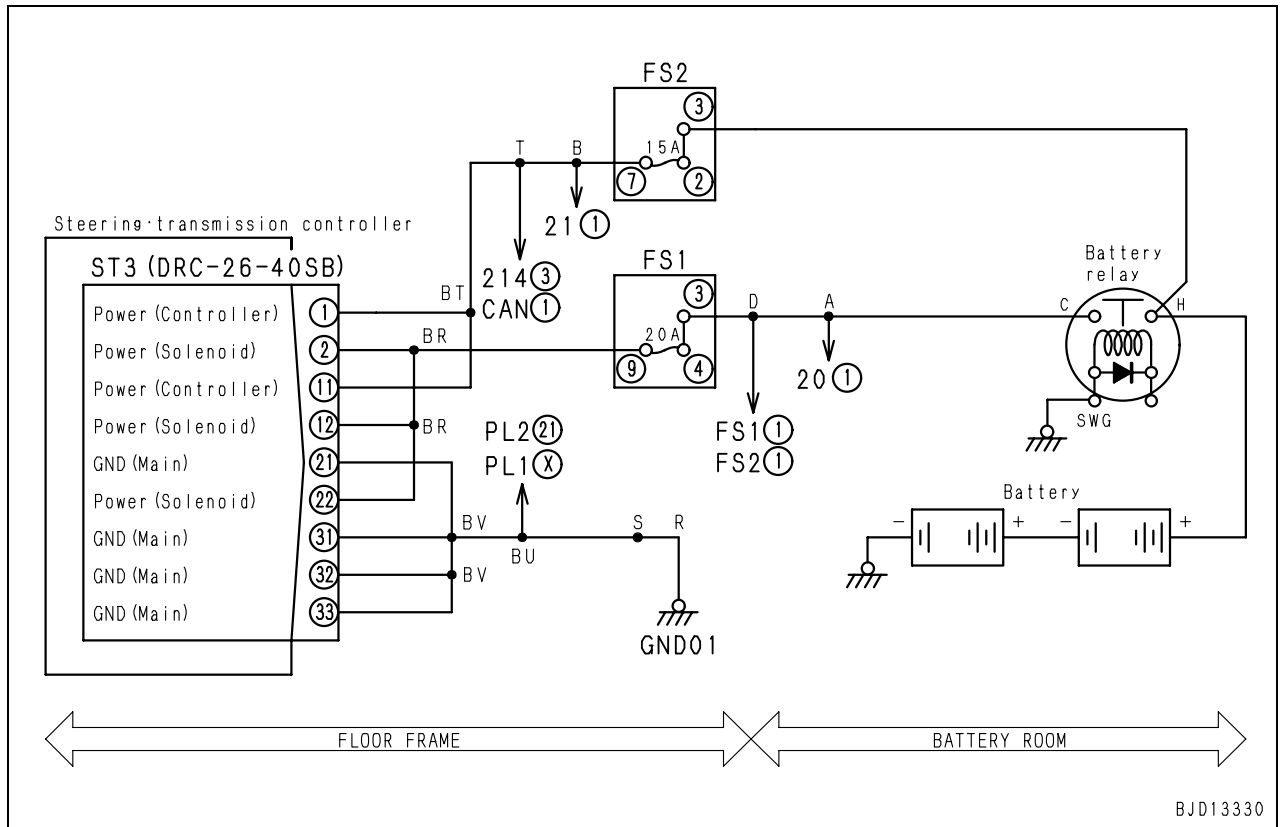 FS2
③
T B 15A
⑦ ②
21①
Steering·transmission controller
FS1
Battery
relay
ST3 (DRC-26-40SB)
214③
CAN①
③
BT
D A C H
Power (Controller) ①
BR
20A
Power (Solenoid) ②
⑨ ④
20①
Power (Controller) ⑪
SWG
Power (Solenoid) ⑫ BR
PL2㉑
FS1①
GND (Main) ㉑
PL1Ⓧ
FS2①
Power (Solenoid) ㉒
Battery
GND (Main) ㉛
BV S R
- + - +
BU
GND (Main) ㉜ BV
GND (Main) ㉝
GND01
FLOOR FRAME
BATTERY ROOM
BJD13330